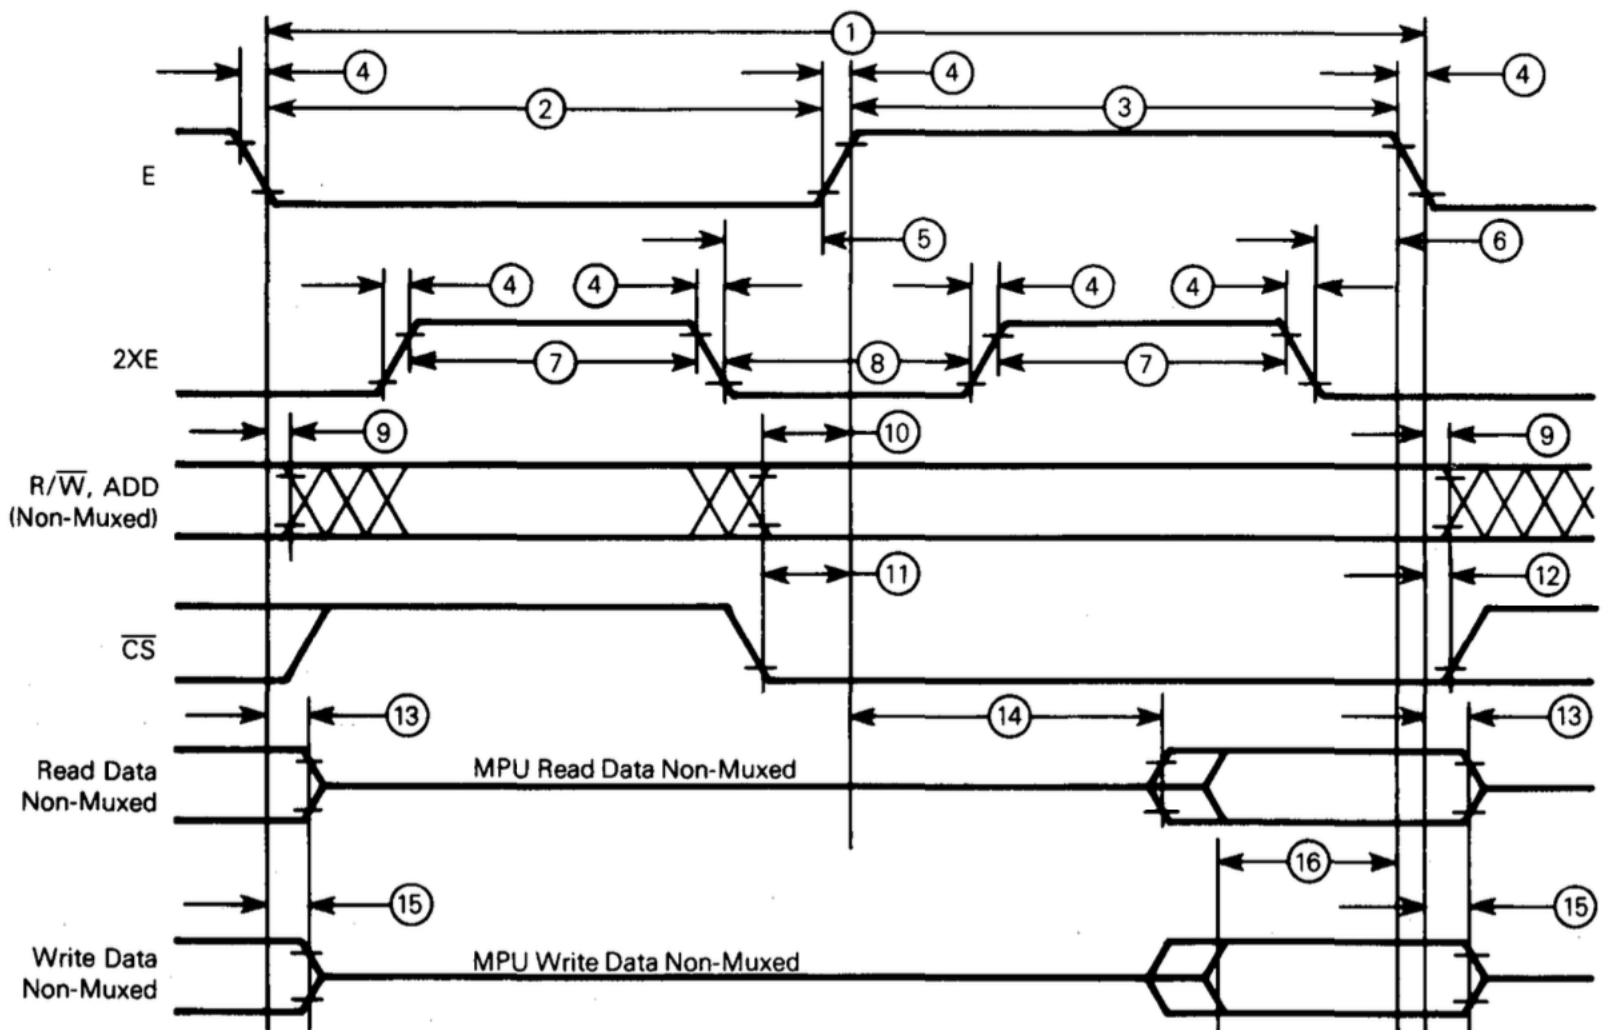 1
4 4 4
2 3
E
5 6
4 4 4 4
2XE
7 8 7
9 10 9
R/W̅, ADD
(Non-Muxed)
11 12
C̅S̅
13 14 13
Read Data
Non-Muxed
MPU Read Data Non-Muxed
16
15 15
Write Data
Non-Muxed
MPU Write Data Non-Muxed